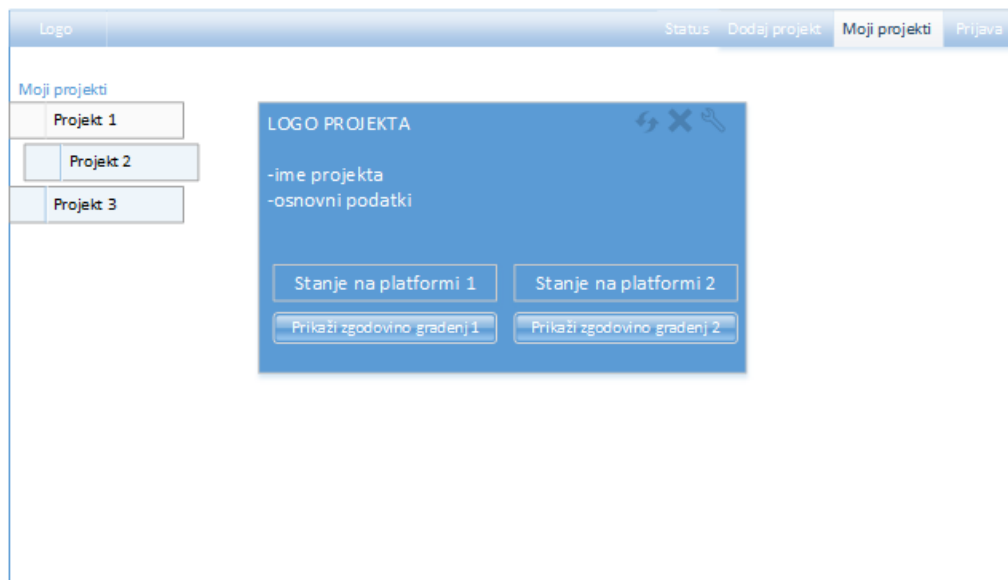 Logo
Status
Dodaj projekt
Moji projekti
Prijava
Moji projekti
Projekt 1
Projekt 2
Projekt 3
LOGO PROJEKTA
-ime projekta
-osnovni podatki
Stanje na platformi 1
Stanje na platformi 2
Prikaži zgodovino gradenj 1
Prikaži zgodovino gradenj 2